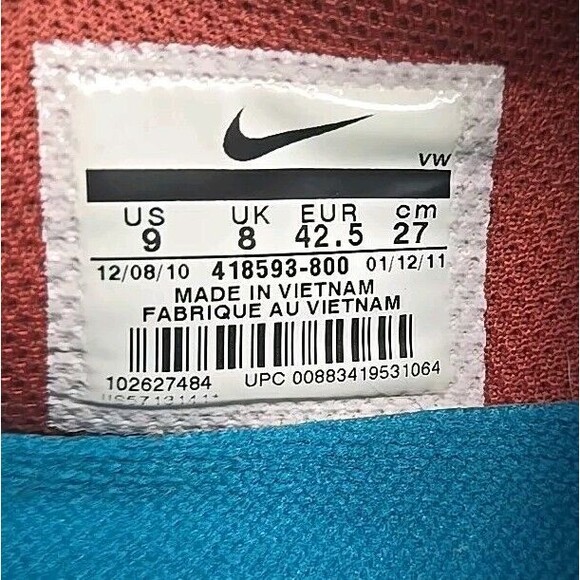 VW
US UK EUR cm
9 8 42.5 27
12/08/10 418593-800 01/12/11
MADE IN VIETNAM
FABRIQUE AU VIETNAM
102627484 UPC 00883419531064